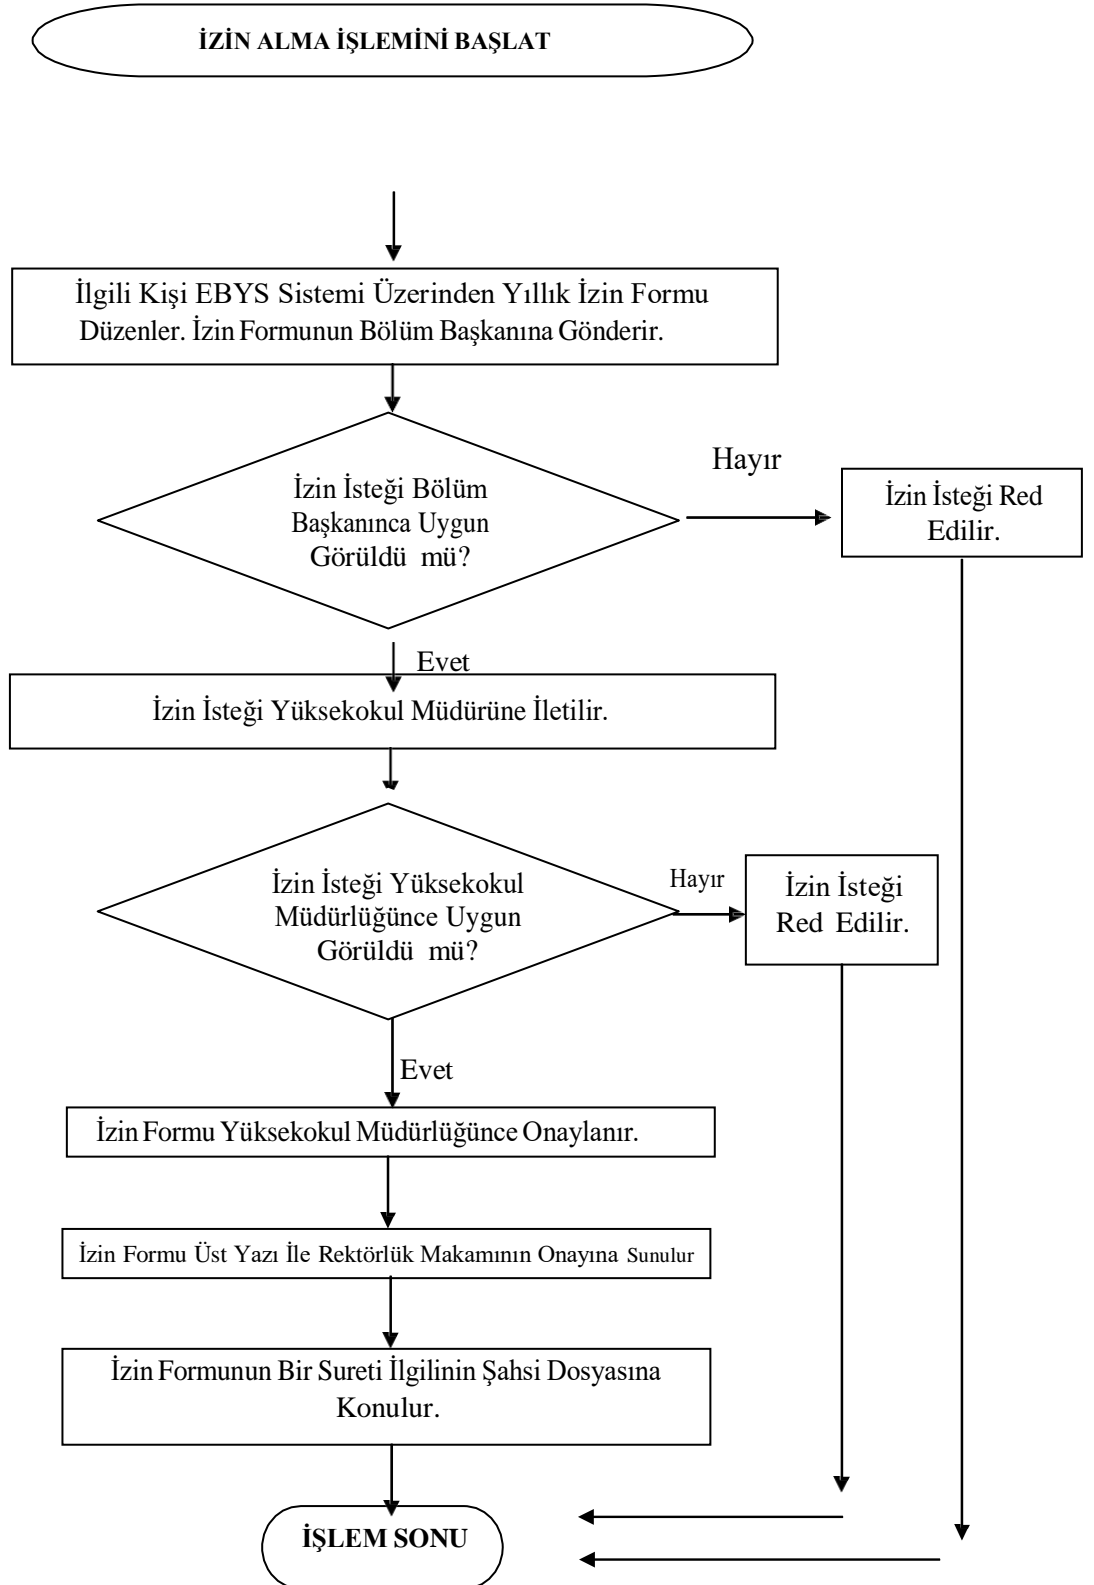 İZİN ALMA İŞLEMİNİ BAŞLAT
İlgili Kişi EBYS Sistemi Üzerinden Yıllık İzin Formu
Düzenler. İzin Formunun Bölüm Başkanına Gönderir.
İzin İsteği Bölüm
Başkanınca Uygun
Görüldü mü?
Hayır
İzin İsteği Red
Edilir.
Evet
İzin İsteği Yüksekokul Müdürüne İletilir.
İzin İsteği Yüksekokul
Müdürlüğünce Uygun
Görüldü mü?
Hayır
İzin İsteği
Red Edilir.
Evet
İzin Formu Yüksekokul Müdürlüğünce Onaylanır.
İzin Formu Üst Yazı İle Rektörlük Makamının Onayına Sunulur
İzin Formunun Bir Sureti İlgilinin Şahsi Dosyasına
Konulur.
İŞLEM SONU